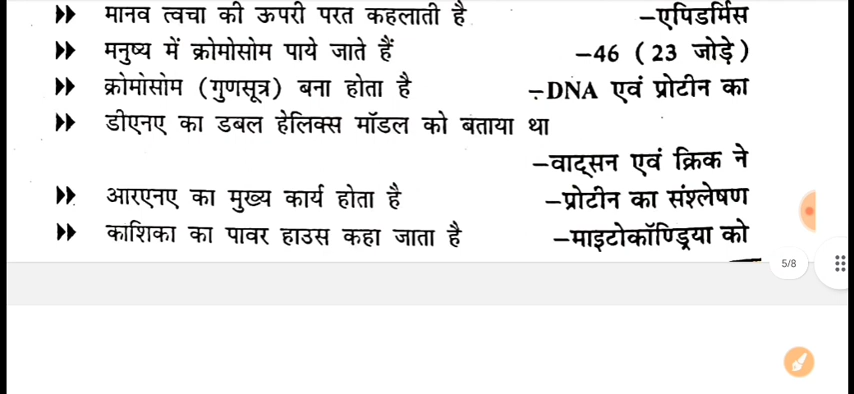 मानव त्वचा की ऊपरी परत कहलाती है –एपिडर्मिस
मनुष्य में क्रोमोसोम पाये जाते हैं –46 (23 जोड़े)
क्रोमोसोम (गुणसूत्र) बना होता है –DNA एवं प्रोटीन का
डीएनए का डबल हेलिक्स मॉडल को बताया था
–वाट्सन एवं क्रिक ने
आरएनए का मुख्य कार्य होता है –प्रोटीन का संश्लेषण
कोशिका का पावर हाउस कहा जाता है –माइटोकॉण्ड्रिया को
5/8